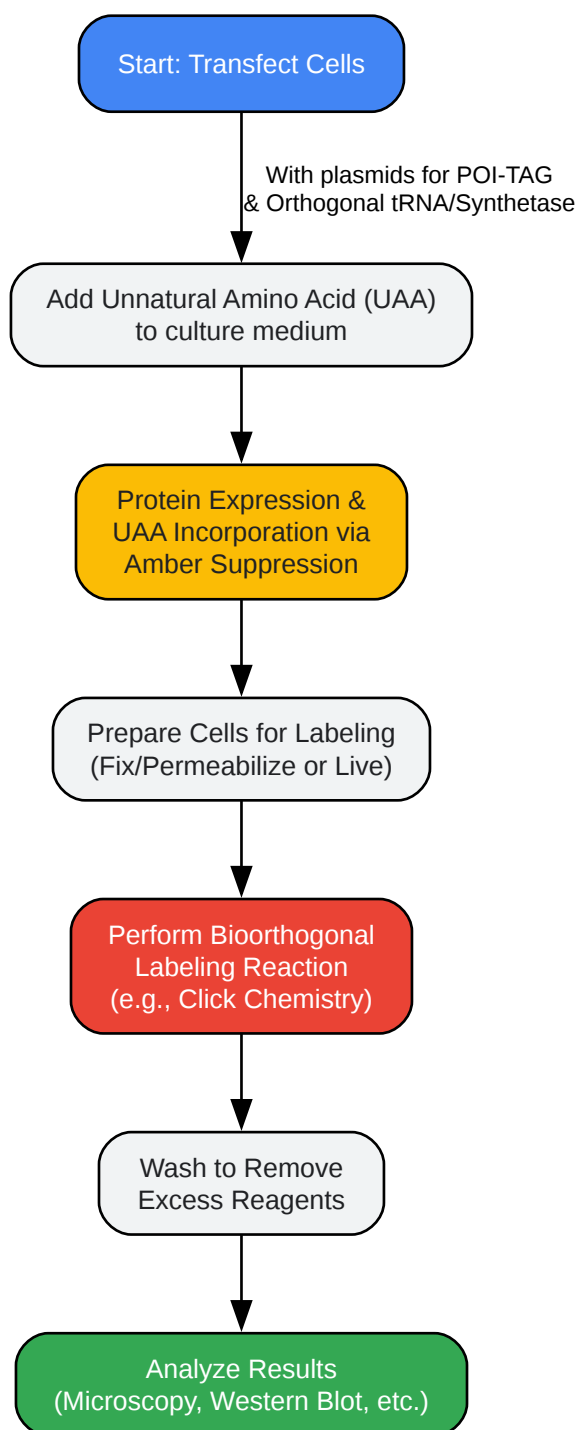 Start: Transfect Cells
With plasmids for POI-TAG
& Orthogonal tRNA/Synthetase
Add Unnatural Amino Acid (UAA)
to culture medium
Protein Expression &
UAA Incorporation via
Amber Suppression
Prepare Cells for Labeling
(Fix/Permeabilize or Live)
Perform Bioorthogonal
Labeling Reaction
(e.g., Click Chemistry)
Wash to Remove
Excess Reagents
Analyze Results
(Microscopy, Western Blot, etc.)